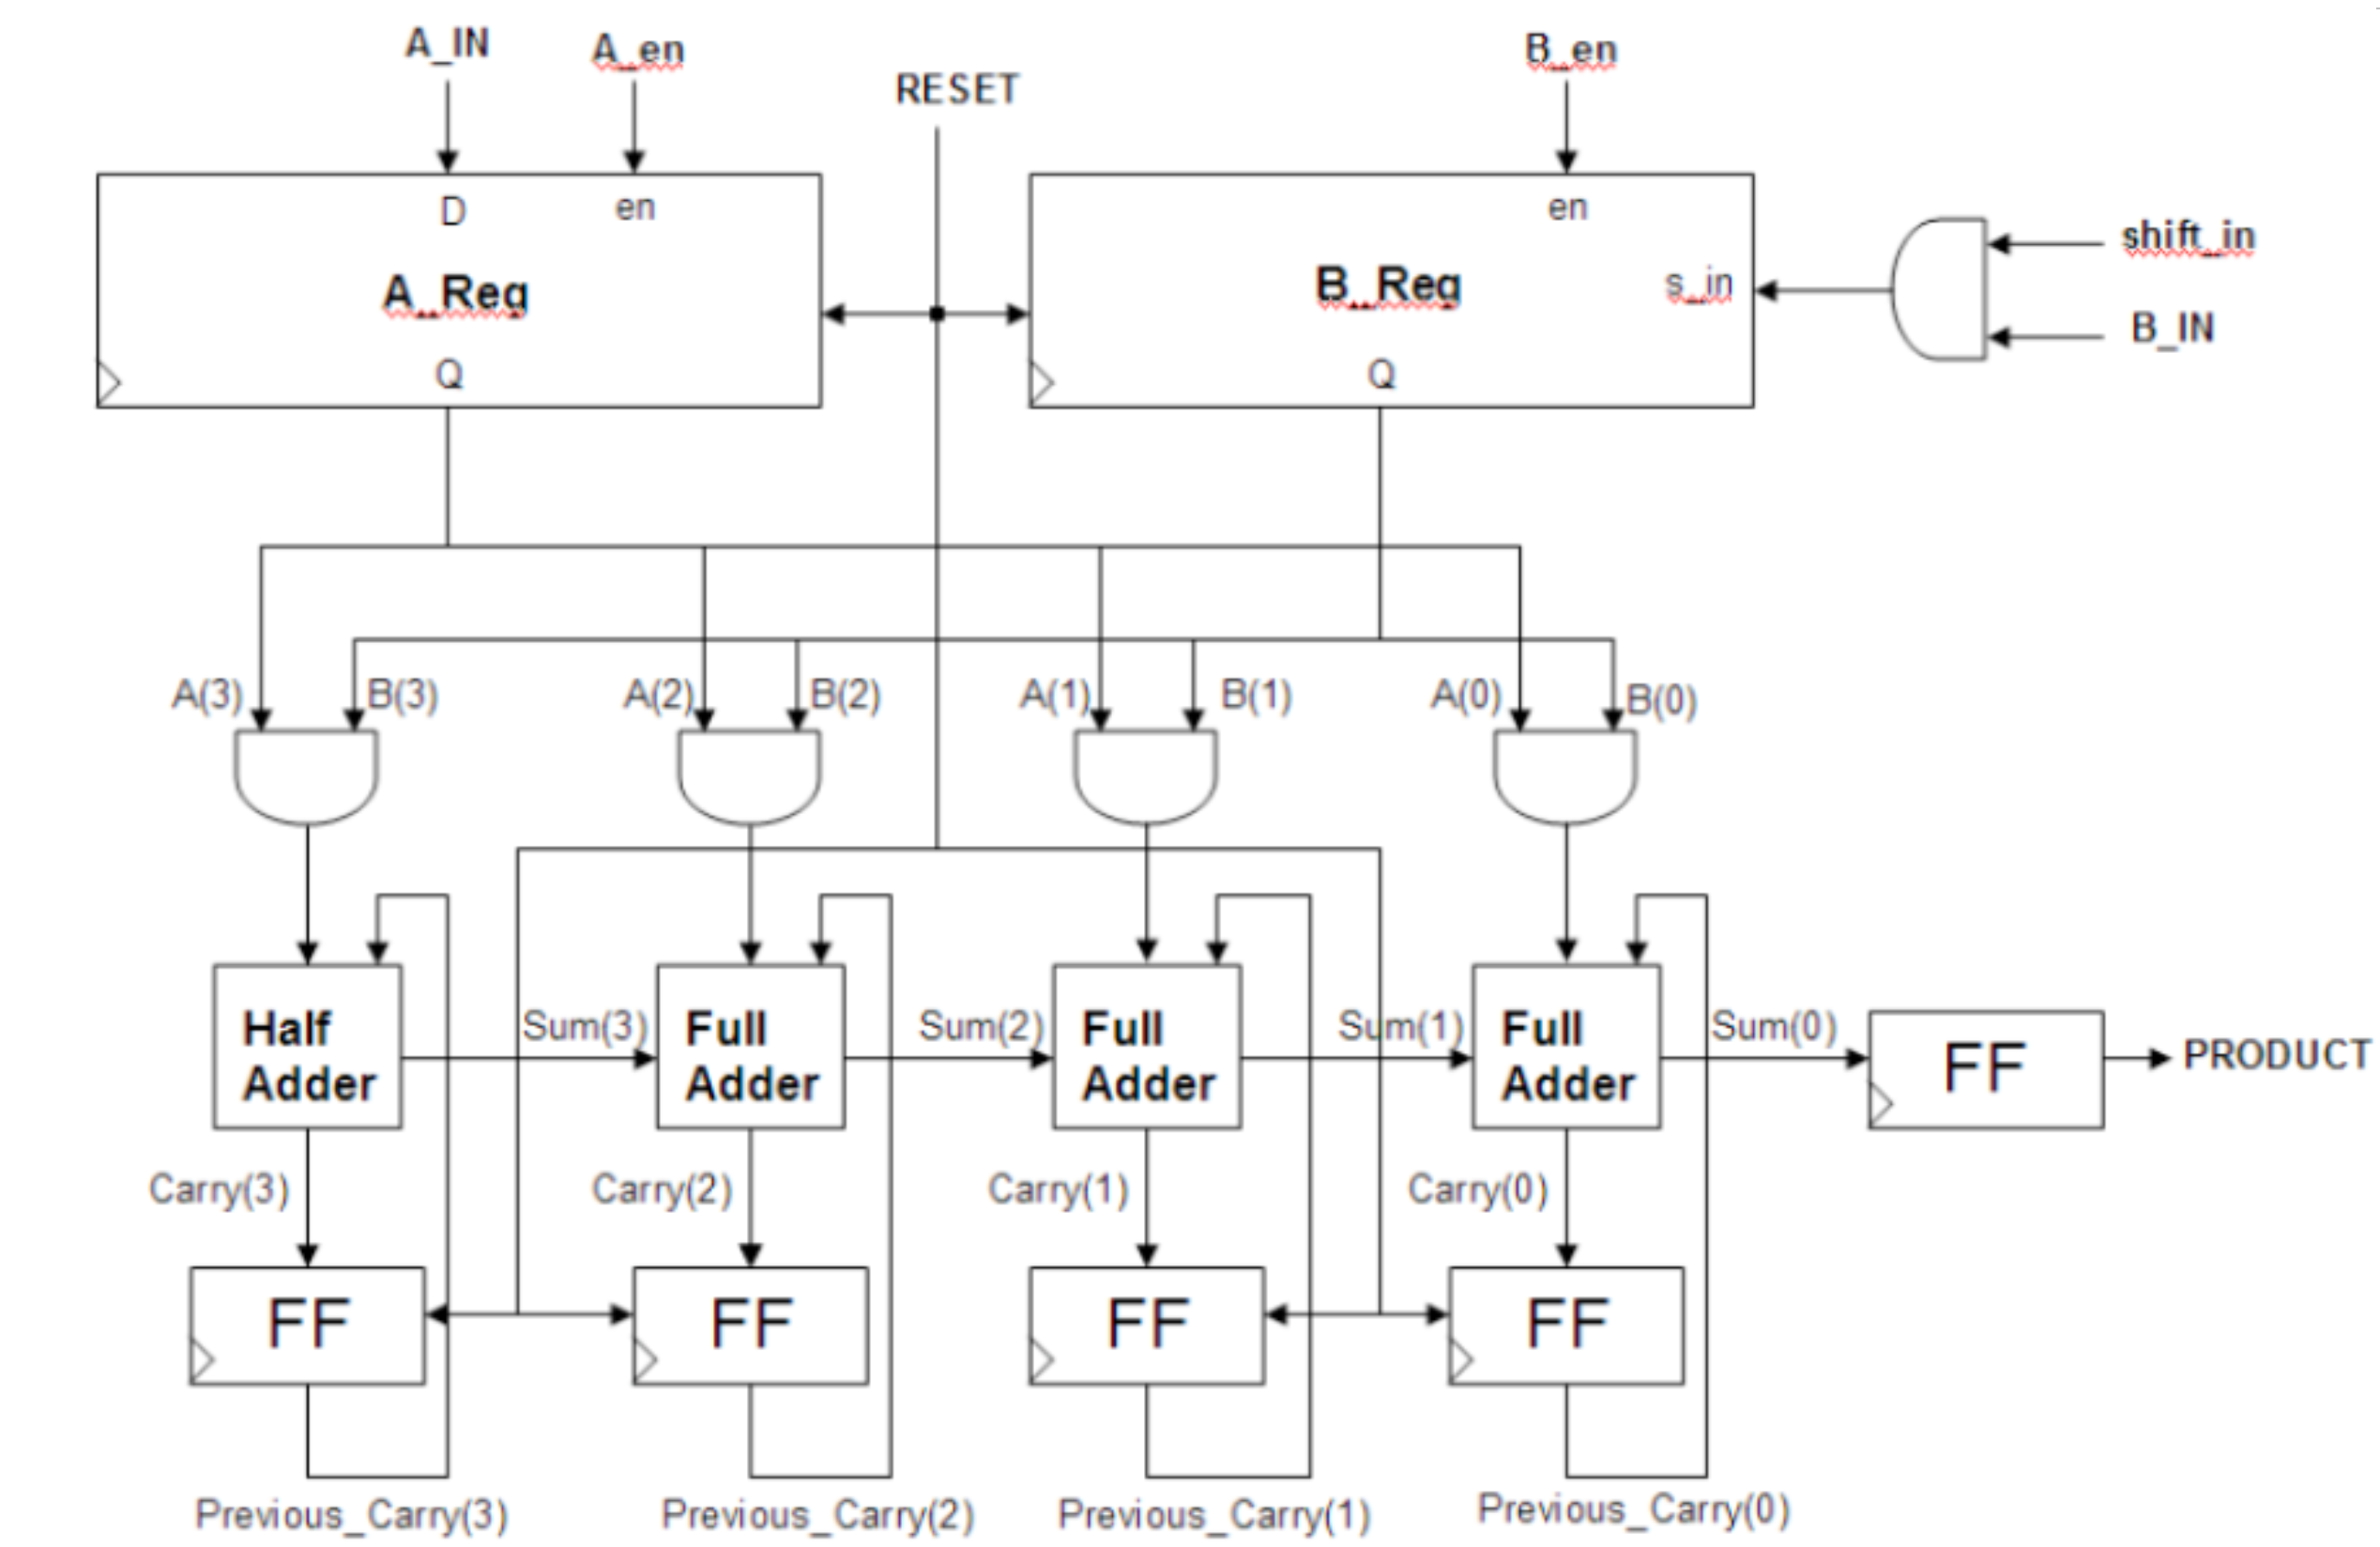 A_IN
A_en
B_en
RESET
D
en
en
shift_in
A_Reg
B_Reg
s_in
B_IN
Q
Q
A(3)
B(3)
A(2)
B(2)
A(1)
B(1)
A(0)
B(0)
Half
Adder
Sum(3)
Full
Adder
Sum(2)
Full
Adder
Sum(1)
Full
Adder
Sum(0)
FF
PRODUCT
Carry(3)
Carry(2)
Carry(1)
Carry(0)
FF
FF
FF
FF
Previous_Carry(3)
Previous_Carry(2)
Previous_Carry(1)
Previous_Carry(0)